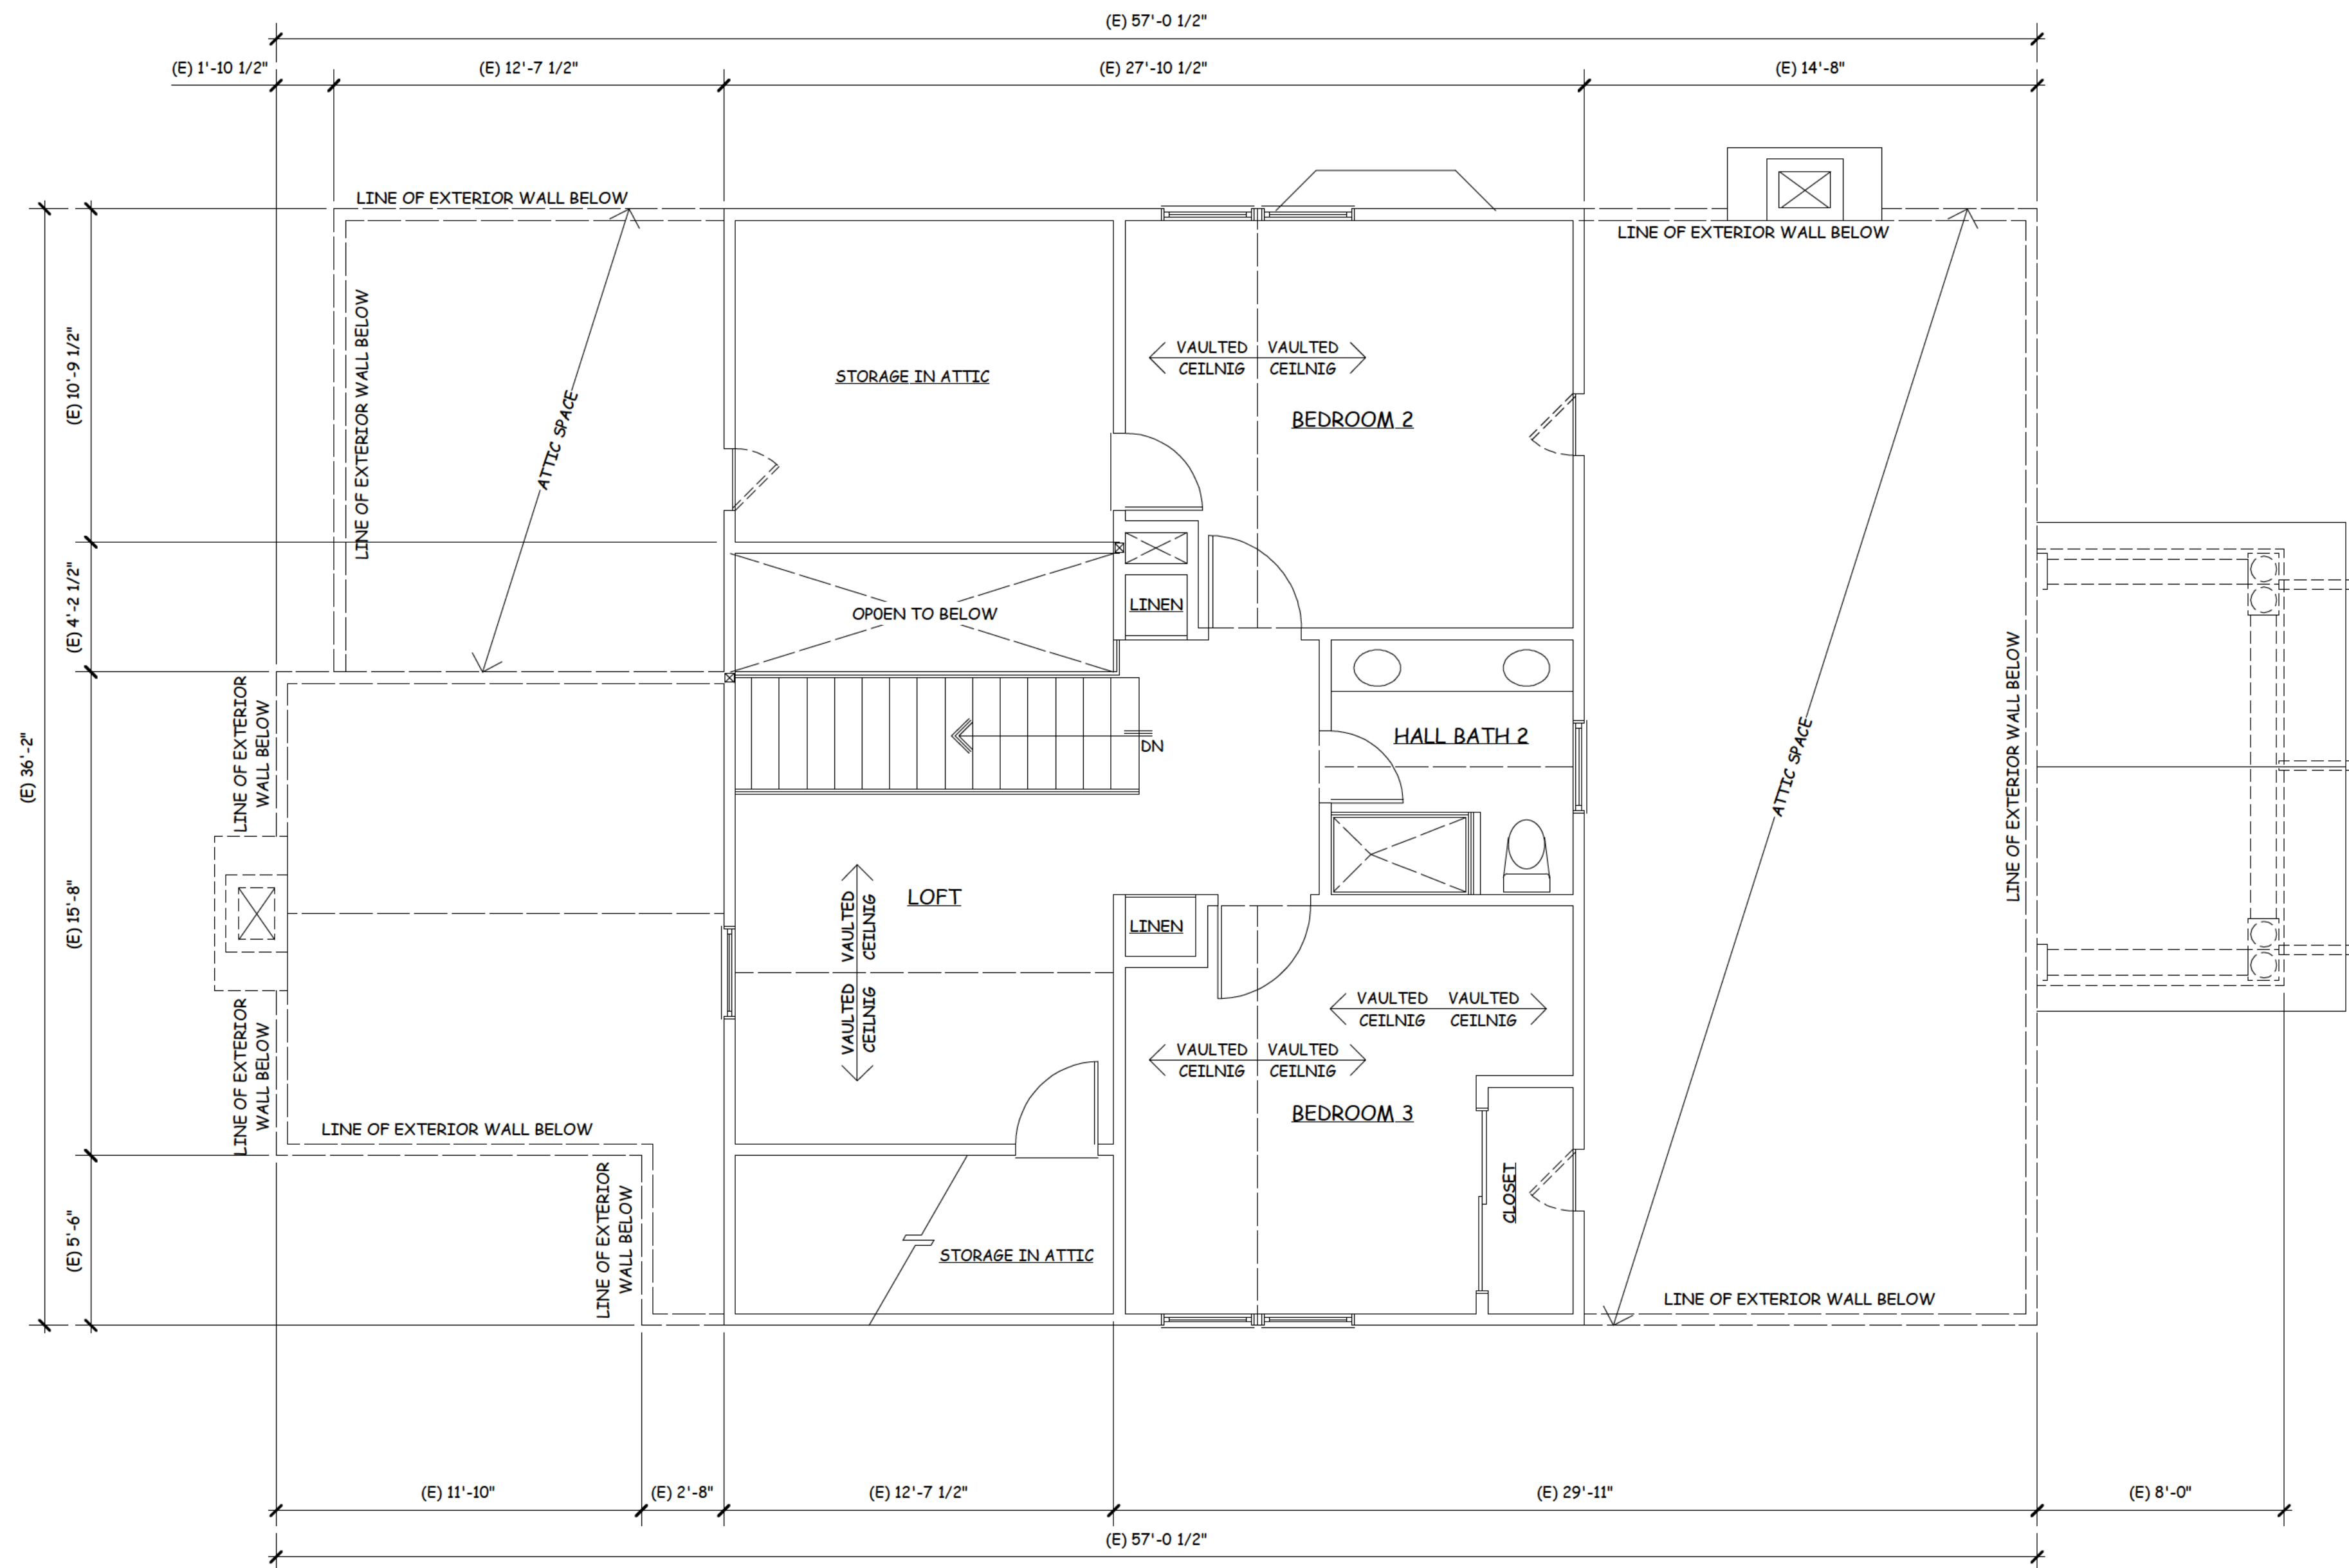 (E) 57'-0 1/2"
(E) 1'-10 1/2"
(E) 12'-7 1/2"
(E) 27'-10 1/2"
(E) 14'-8"
LINE OF EXTERIOR WALL BELOW
LINE OF EXTERIOR WALL BELOW
LINE OF EXTERIOR WALL BELOW
(E) 10'-9 1/2"
ATTIC SPACE
STORAGE IN ATTIC
VAULTED
CEILNIG
VAULTED
CEILNIG
BEDROOM 2
(E) 4'-2 1/2"
OPOEN TO BELOW
LINEN
(E) 36'-2"
LINE OF EXTERIOR
WALL BELOW
DN
HALL BATH 2
ATTIC SPACE
LINE OF EXTERIOR WALL BELOW
(E) 15'-8"
VAULTED
CEILNIG
VAULTED
CEILNIG
LOFT
LINEN
VAULTED
CEILNIG
VAULTED
CEILNIG
VAULTED
CEILNIG
VAULTED
CEILNIG
BEDROOM 3
LINE OF EXTERIOR
WALL BELOW
LINE OF EXTERIOR WALL BELOW
(E) 5'-6"
LINE OF EXTERIOR
WALL BELOW
STORAGE IN ATTIC
CLOSET
LINE OF EXTERIOR WALL BELOW
(E) 11'-10"
(E) 2'-8"
(E) 12'-7 1/2"
(E) 29'-11"
(E) 8'-0"
(E) 57'-0 1/2"